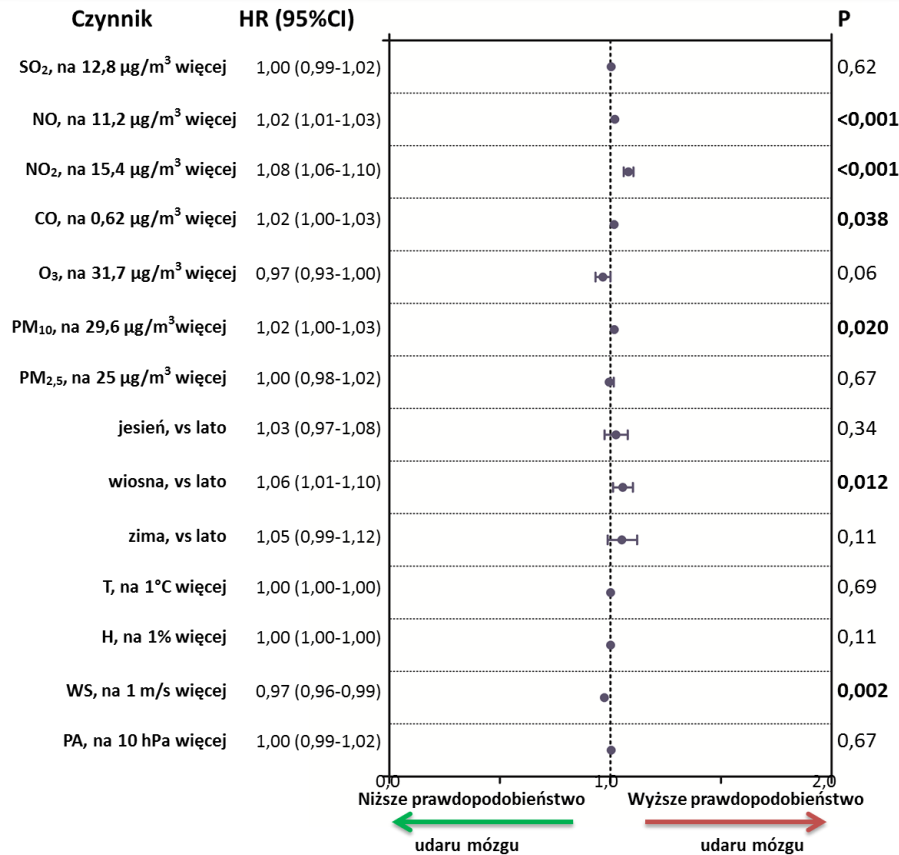 Czynnik HR (95%CI) P
SO₂, na 12,8 µg/m³ więcej 1,00 (0,99-1,02) 0,62
NO, na 11,2 µg/m³ więcej 1,02 (1,01-1,03) <0,001
NO₂, na 15,4 µg/m³ więcej 1,08 (1,06-1,10) <0,001
CO, na 0,62 µg/m³ więcej 1,02 (1,00-1,03) 0,038
O₃, na 31,7 µg/m³ więcej 0,97 (0,93-1,00) 0,06
PM₁₀, na 29,6 µg/m³więcej 1,02 (1,00-1,03) 0,020
PM₂,₅, na 25 µg/m³ więcej 1,00 (0,98-1,02) 0,67
jesień, vs lato 1,03 (0,97-1,08) 0,34
wiosna, vs lato 1,06 (1,01-1,10) 0,012
zima, vs lato 1,05 (0,99-1,12) 0,11
T, na 1°C więcej 1,00 (1,00-1,00) 0,69
H, na 1% więcej 1,00 (1,00-1,00) 0,11
WS, na 1 m/s więcej 0,97 (0,96-0,99) 0,002
PA, na 10 hPa więcej 1,00 (0,99-1,02) 0,67
0,0 1,0 2,0
Niższe prawdopodobieństwo Wyższe prawdopodobieństwo
udaru mózgu udaru mózgu